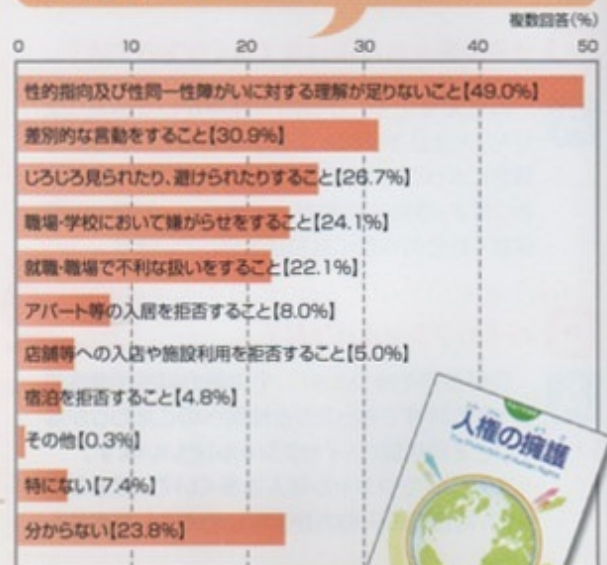 複数回答(%)
0 10 20 30 40 50
性的指向及び性同一性障がいに対する理解が足りないこと【49.0%】
差別的な言動をすること【30.9%】
じろじろ見られたり、避けられたりすること【26.7%】
職場・学校において嫌がらせをすること【24.1%】
就職・職場で不利な扱いをすること【22.1%】
アパート等の入居を拒否すること【8.0%】
店舗等への入店や施設利用を拒否すること【5.0%】
宿泊を拒否すること【4.8%】
その他【0.3%】
特にない【7.4%】
分からない【23.8%】
人権の擁護
The Protection of Human Rights